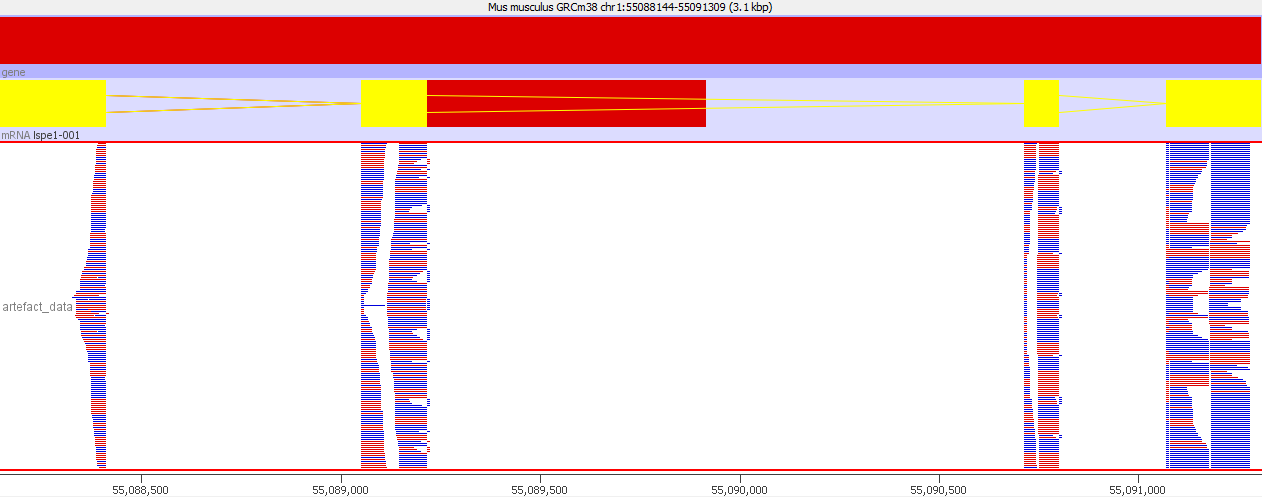 Mus musculus GRCm38 chr1:55088144-55091309 (3.1 kbp)
gene
mRNA Ispe1-001
artefact_data
55,088,500 55,089,000 55,089,500 55,090,000 55,090,500 55,091,000